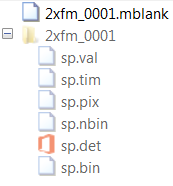 2xfm_0001.mblank
2xfm_0001
sp.val
sp.tim
sp.pix
sp.nbin
sp.det
sp.bin